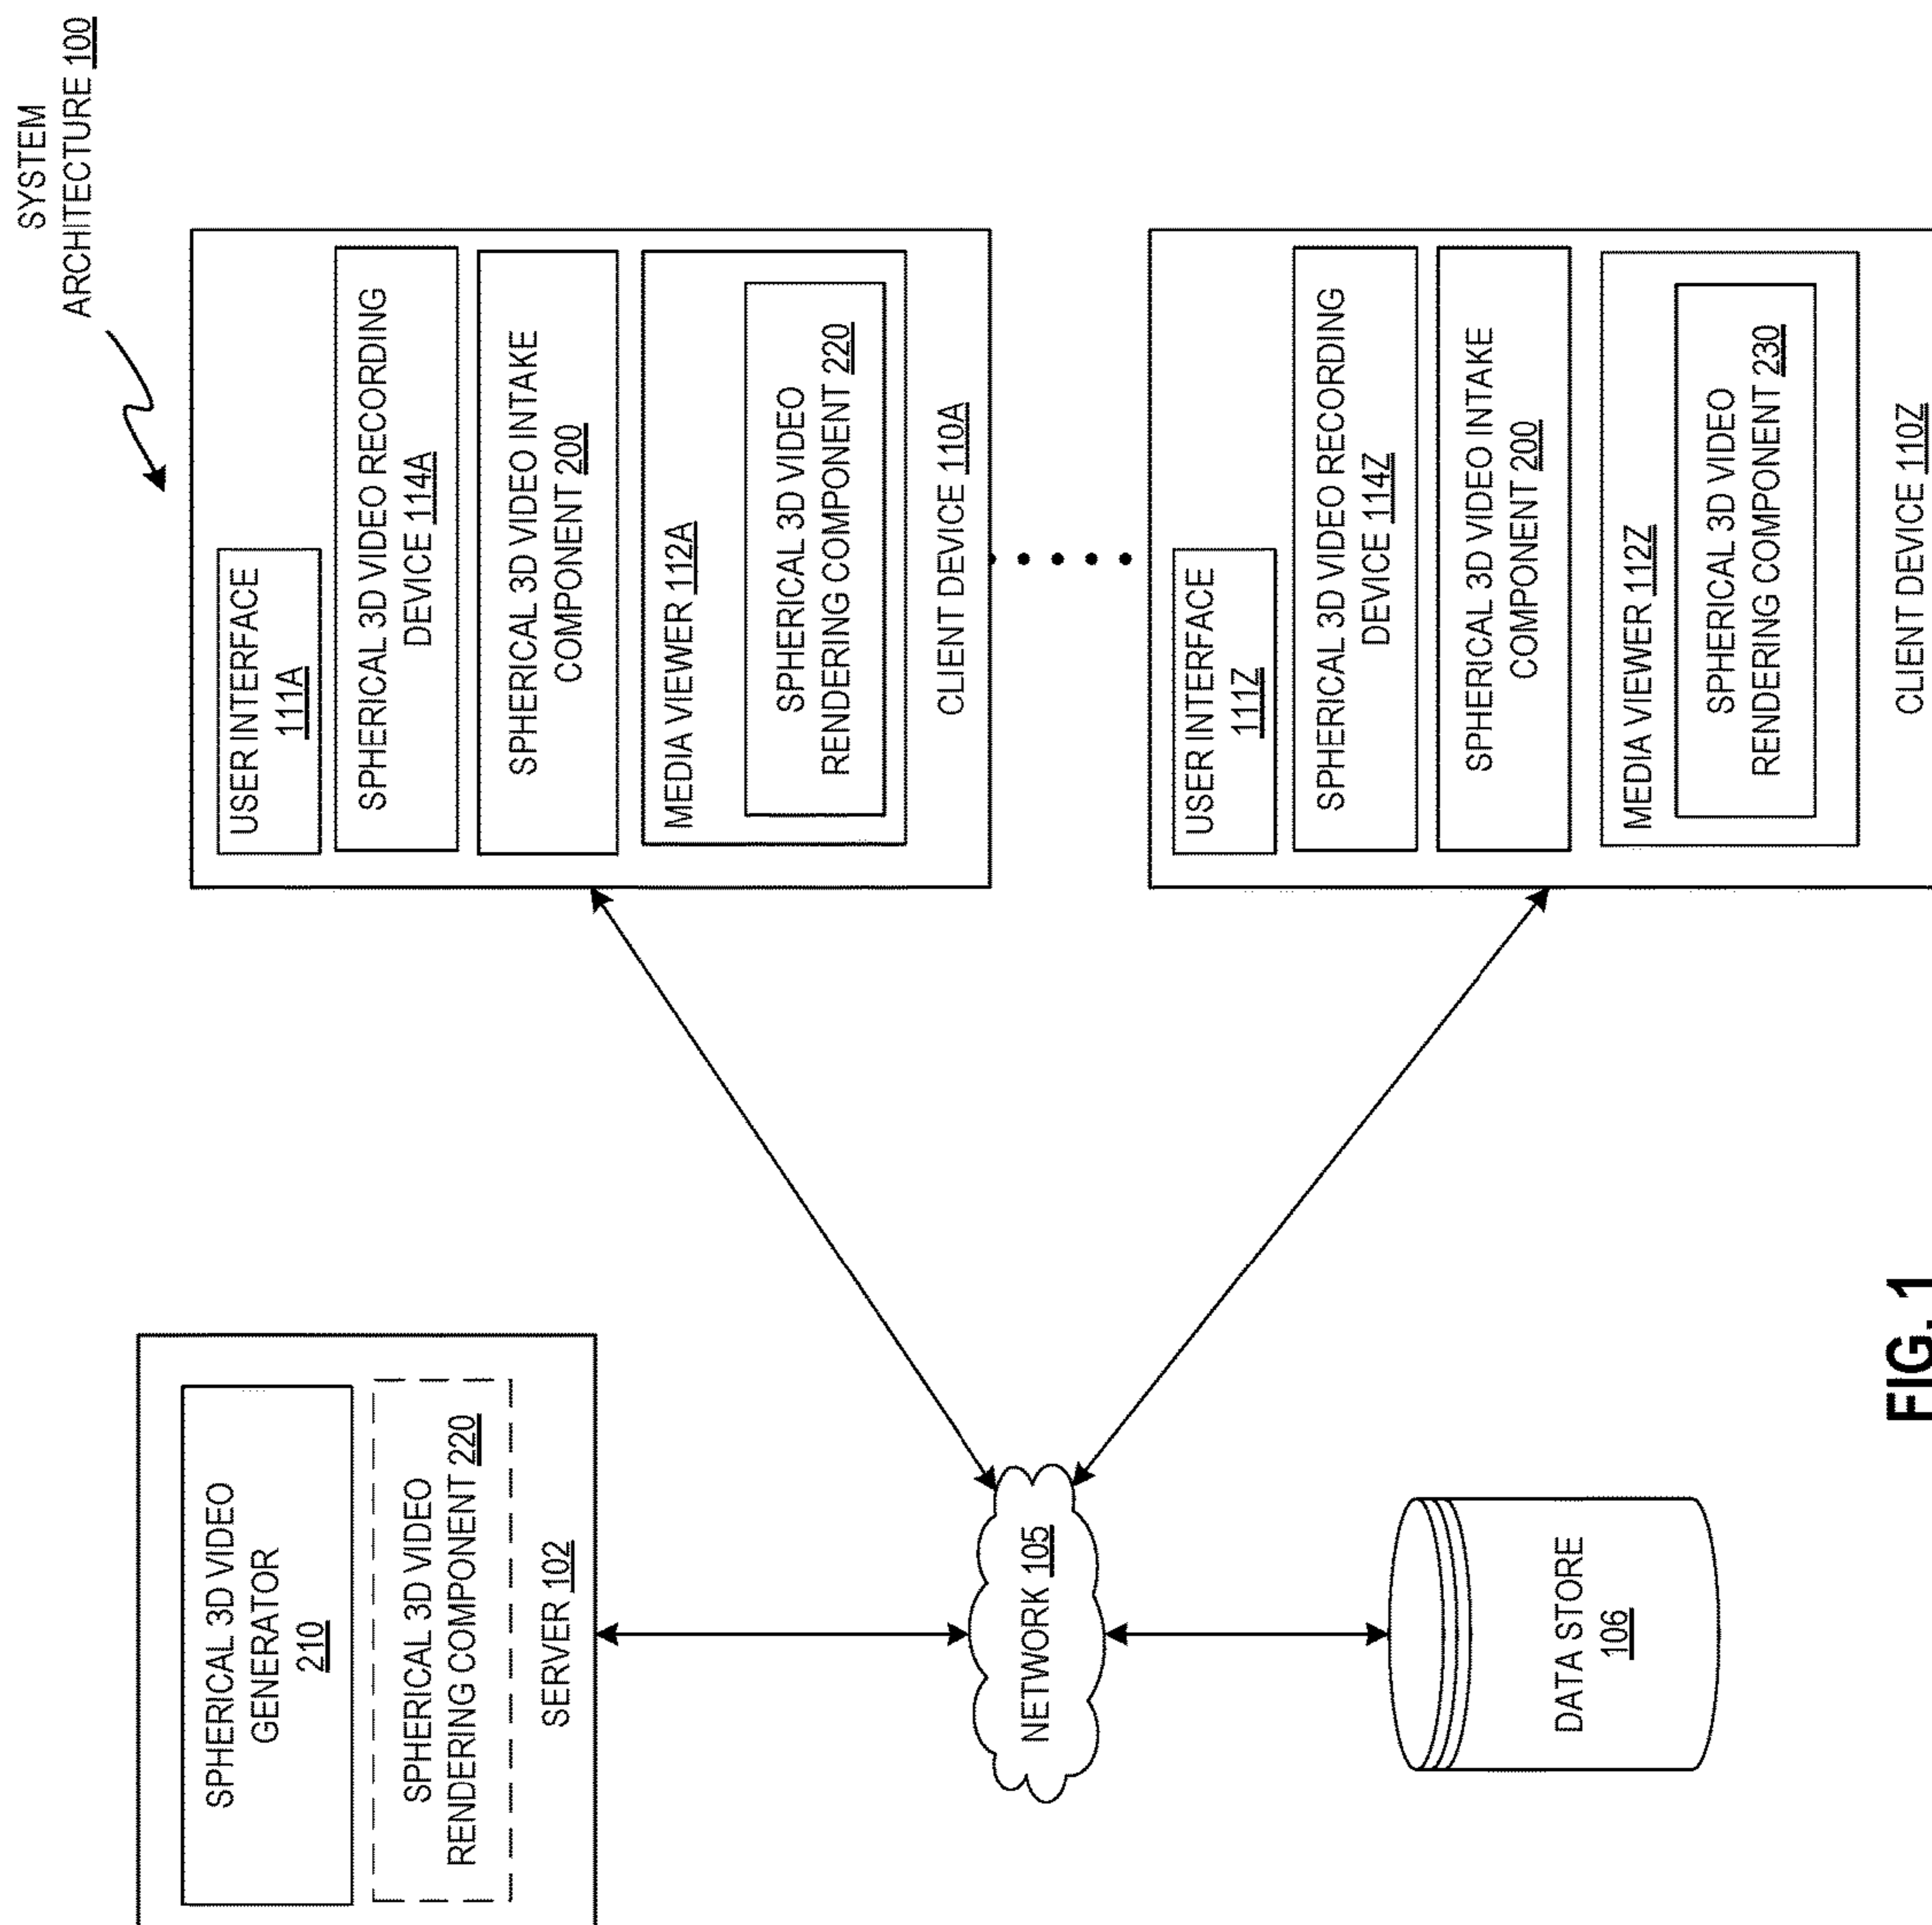 SYSTEM
ARCHITECTURE 100
SPHERICAL 3D VIDEO
GENERATOR
210
SPHERICAL 3D VIDEO
RENDERING COMPONENT 220
SERVER 102
NETWORK 105
DATA STORE
106
USER INTERFACE
111A
SPHERICAL 3D VIDEO RECORDING
DEVICE 114A
SPHERICAL 3D VIDEO INTAKE
COMPONENT 200
MEDIA VIEWER 112A
SPHERICAL 3D VIDEO
RENDERING COMPONENT 220
CLIENT DEVICE 110A
USER INTERFACE
111Z
SPHERICAL 3D VIDEO RECORDING
DEVICE 114Z
SPHERICAL 3D VIDEO INTAKE
COMPONENT 200
MEDIA VIEWER 112Z
SPHERICAL 3D VIDEO
RENDERING COMPONENT 230
CLIENT DEVICE 110Z
FIG. 1